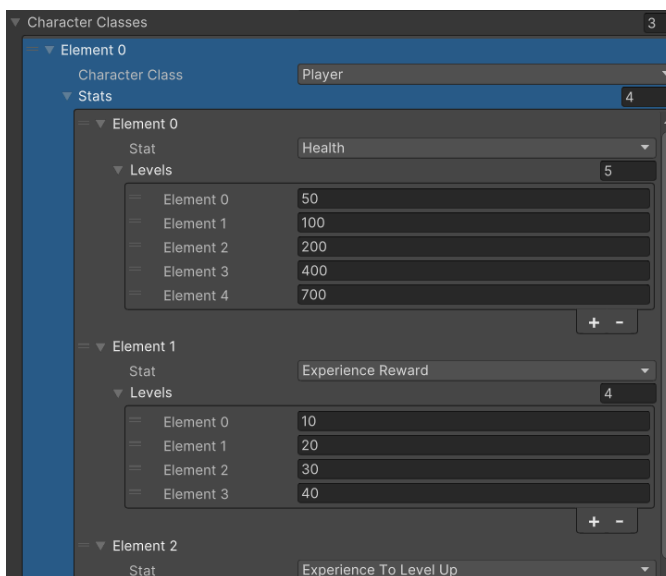 Character Classes 3
Element 0
Character Class Player
Stats 4
Element 0
Stat Health
Levels 5
Element 0 50
Element 1 100
Element 2 200
Element 3 400
Element 4 700
+ -
Element 1
Stat Experience Reward
Levels 4
Element 0 10
Element 1 20
Element 2 30
Element 3 40
+ -
Element 2
Stat Experience To Level Up